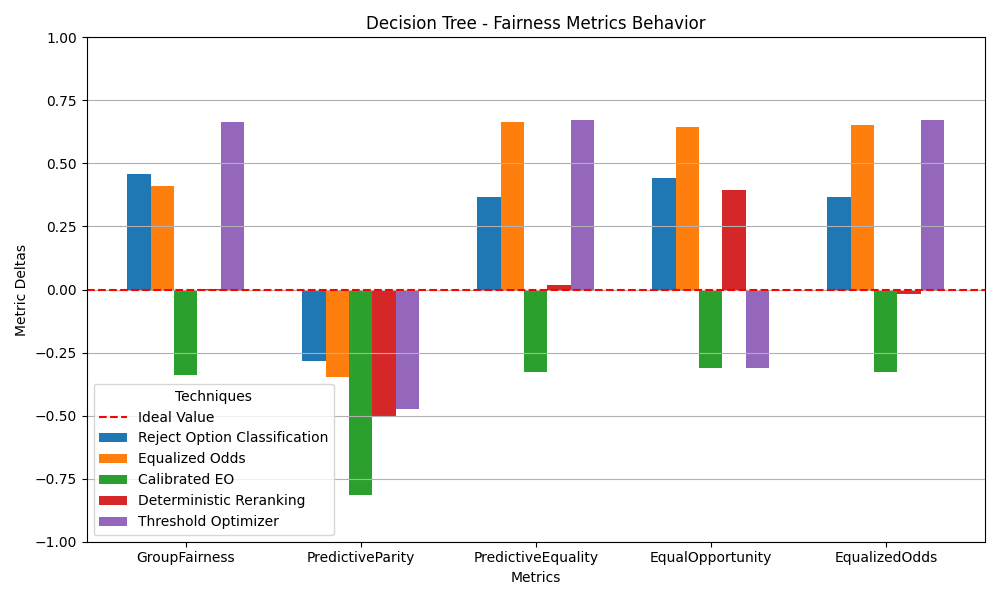 Decision Tree - Fairness Metrics Behavior
Metric Deltas
1.00
0.75
0.50
0.25
0.00
−0.25
−0.50
−0.75
−1.00
Techniques
Ideal Value
Reject Option Classification
Equalized Odds
Calibrated EO
Deterministic Reranking
Threshold Optimizer
GroupFairness
PredictiveParity
PredictiveEquality
EqualOpportunity
EqualizedOdds
Metrics